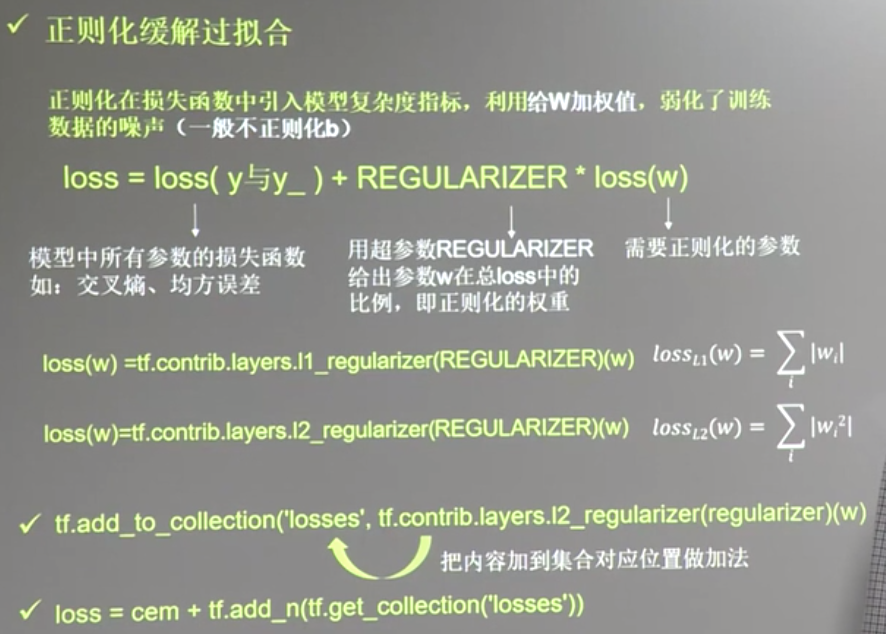 ✓ 正则化缓解过拟合
正则化在损失函数中引入模型复杂度指标，利用给W加权值，弱化了训练
数据的噪声（一般不正则化b）
loss = loss( y与y_ ) + REGULARIZER * loss(w)
模型中所有参数的损失函数
如：交叉熵、均方误差
用超参数REGULARIZER
给出参数w在总loss中的
比例，即正则化的权重
需要正则化的参数
loss(w) =tf.contrib.layers.l1_regularizer(REGULARIZER)(w) loss_{L1}(w) = ∑_i |w_i|
loss(w)=tf.contrib.layers.l2_regularizer(REGULARIZER)(w) loss_{L2}(w) = ∑_i |w_i²|
✓ tf.add_to_collection('losses', tf.contrib.layers.l2_regularizer(regularizer)(w)
把内容加到集合对应位置做加法
✓ loss = cem + tf.add_n(tf.get_collection('losses'))